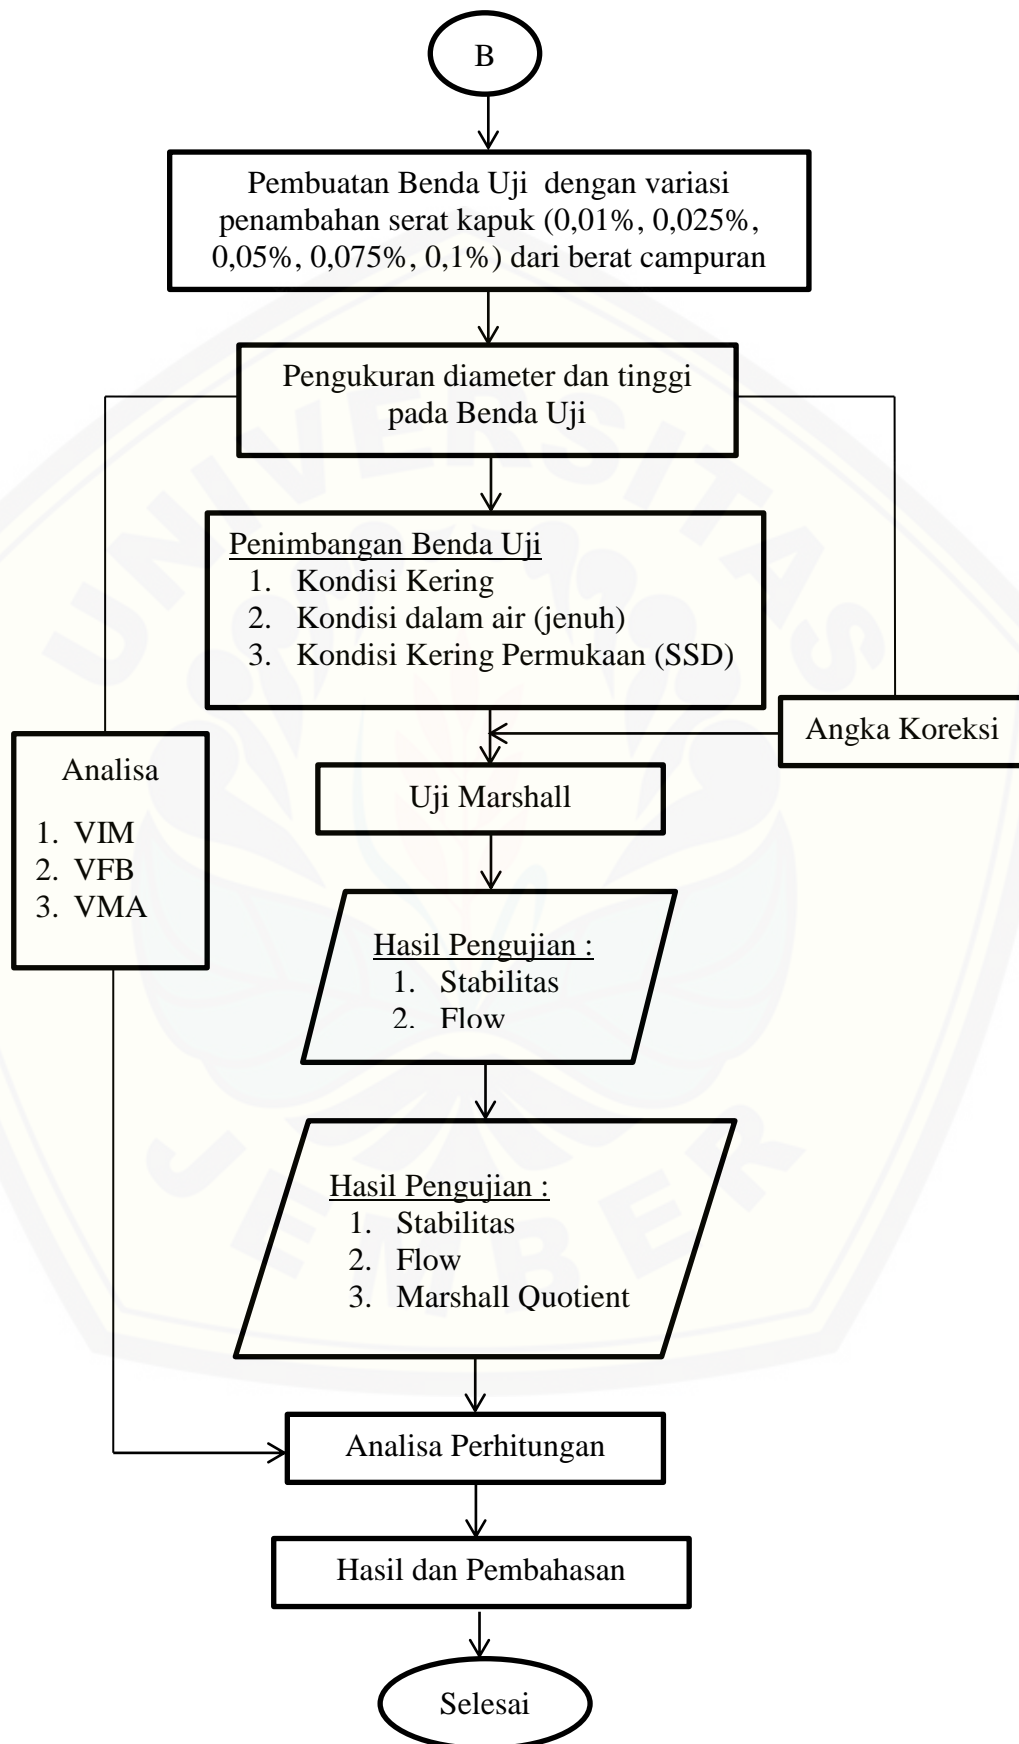 B
Pembuatan Benda Uji dengan variasi
penambahan serat kapuk (0,01%, 0,025%,
0,05%, 0,075%, 0,1%) dari berat campuran
Pengukuran diameter dan tinggi
pada Benda Uji
Penimbangan Benda Uji
1. Kondisi Kering
2. Kondisi dalam air (jenuh)
3. Kondisi Kering Permukaan (SSD)
Angka Koreksi
Analisa
1. VIM
2. VFB
3. VMA
Uji Marshall
Hasil Pengujian :
1. Stabilitas
2. Flow
Hasil Pengujian :
1. Stabilitas
2. Flow
3. Marshall Quotient
Analisa Perhitungan
Hasil dan Pembahasan
Selesai
UNIVERSITAS
JEMBER